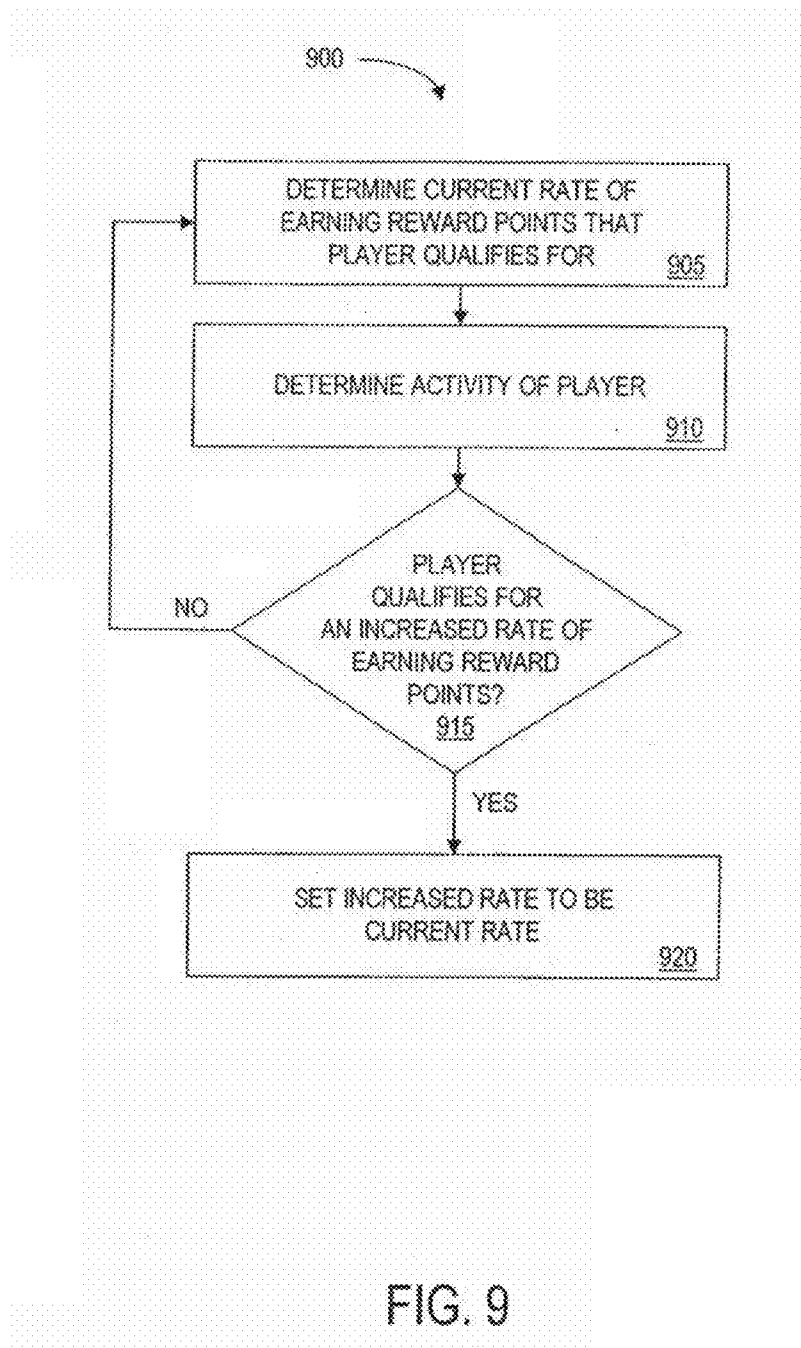 900
DETERMINE CURRENT RATE OF
EARNING REWARD POINTS THAT
PLAYER QUALIFIES FOR
905
DETERMINE ACTIVITY OF PLAYER
910
PLAYER
QUALIFIES FOR
AN INCREASED RATE OF
EARNING REWARD
POINTS?
915
NO
YES
SET INCREASED RATE TO BE
CURRENT RATE
920
FIG. 9